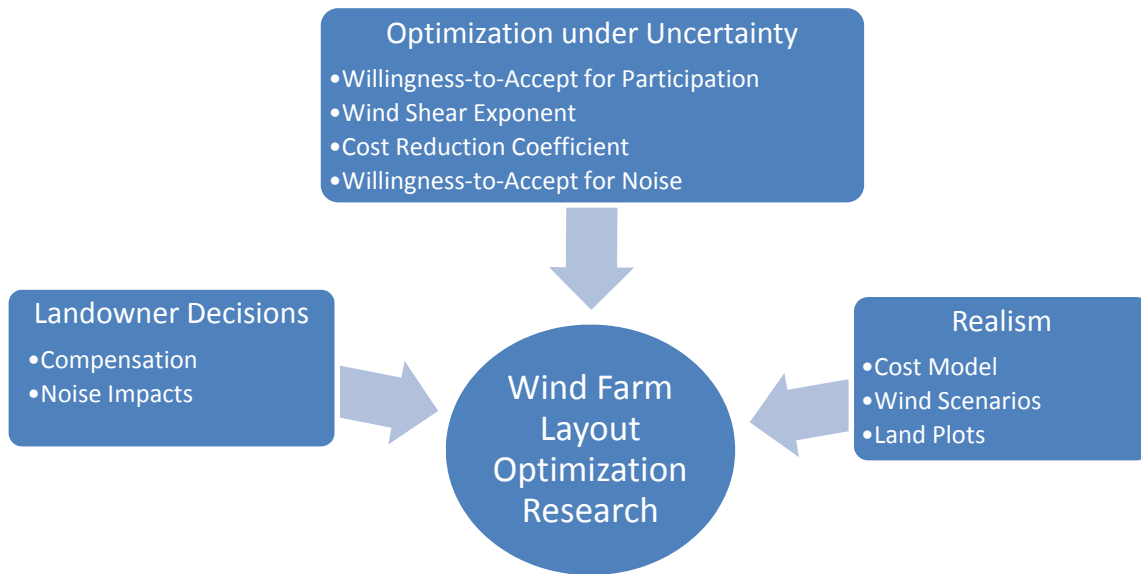 Optimization under Uncertainty
•Willingness-to-Accept for Participation
•Wind Shear Exponent
•Cost Reduction Coefficient
•Willingness-to-Accept for Noise
Landowner Decisions
•Compensation
•Noise Impacts
Wind Farm
Layout
Optimization
Research
Realism
•Cost Model
•Wind Scenarios
•Land Plots